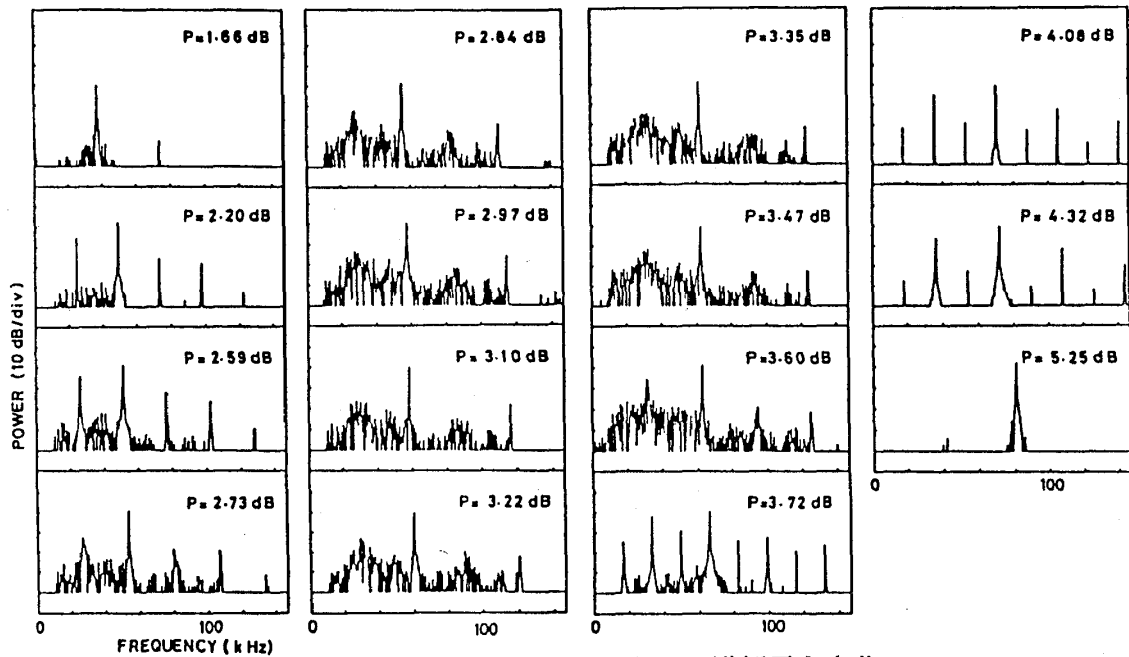 P=1.66 dB
P=2.84 dB
P=3.35 dB
P=4.08 dB
P=2.20 dB
P=2.97 dB
P=3.47 dB
P=4.32 dB
P=2.59 dB
P=3.10 dB
P=3.60 dB
P=5.25 dB
P=2.73 dB
P=3.22 dB
P=3.72 dB
POWER (10 dB/div)
0 100
0 100
0 100
0 100
FREQUENCY (kHz)